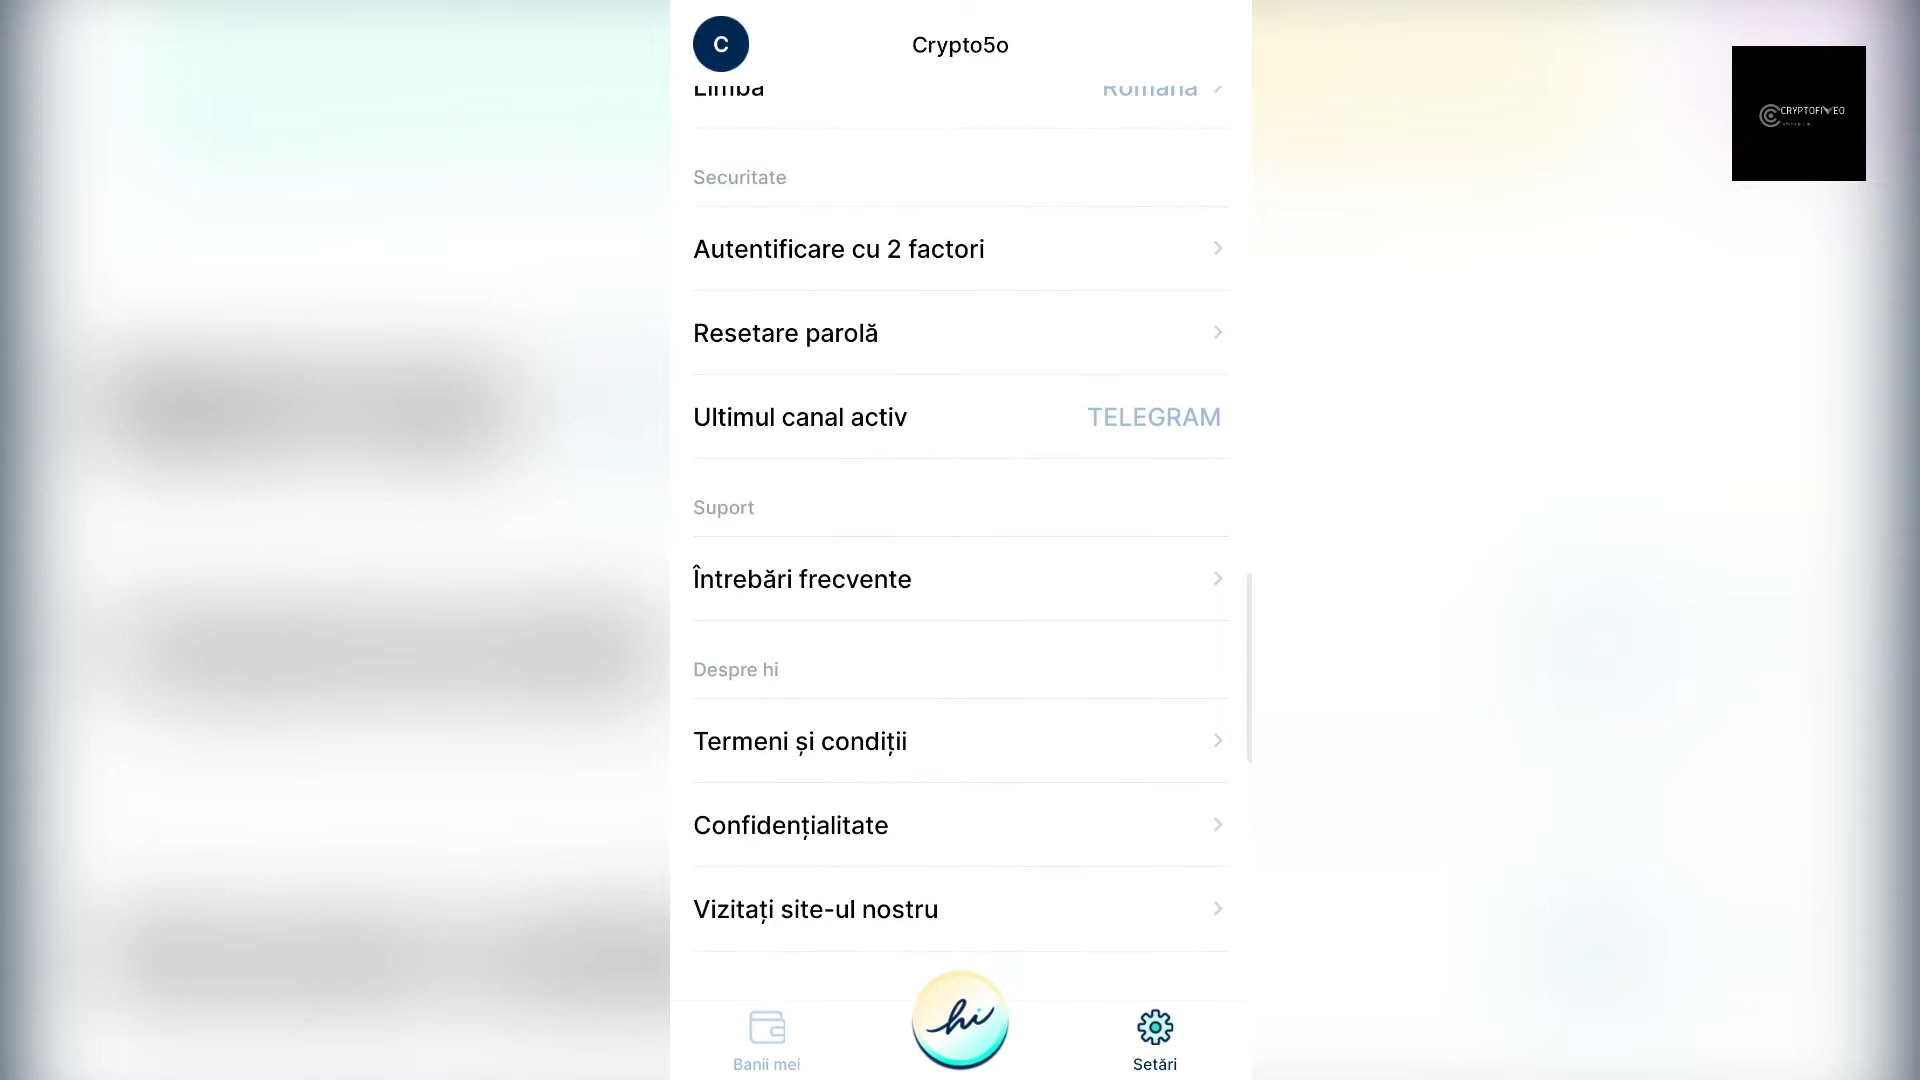 C
Crypto5o
Limba
Română
Securitate
Autentificare cu 2 factori
Resetare parolă
Ultimul canal activ
TELEGRAM
Suport
Întrebări frecvente
Despre hi
Termeni și condiții
Confidențialitate
Vizitați site-ul nostru
Banii mei
hi
Setări
CRYPTOFIVEO